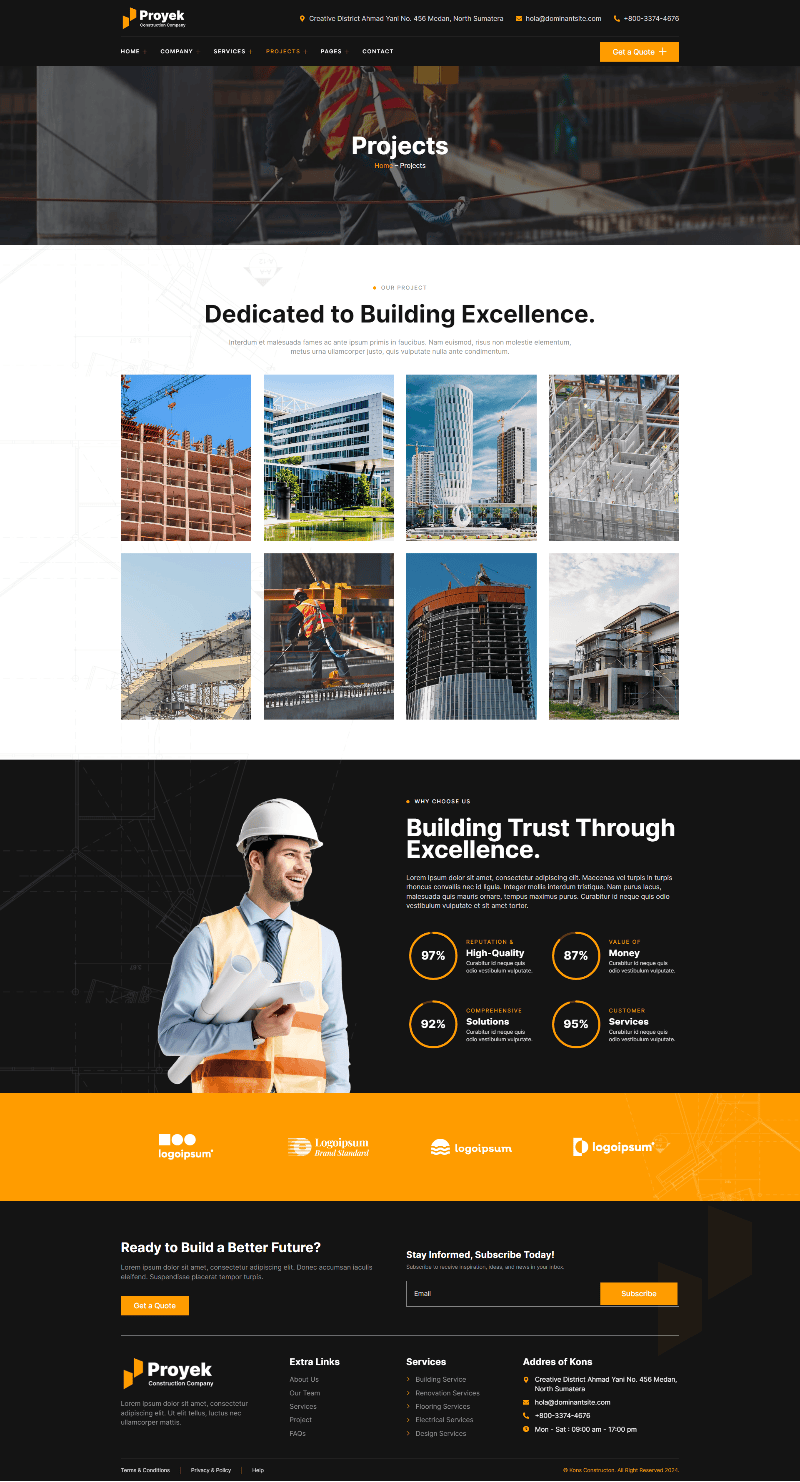 Proyek
Construction Company
Creative District Ahmad Yani No. 456 Medan, North Sumatera
hola@dominantsite.com
+800-3374-4676
HOME
COMPANY
SERVICES
PROJECTS
PAGES
CONTACT
Get a Quote
Projects
Home - Projects
OUR PROJECT
Dedicated to Building Excellence.
Interdum et malesuada fames ac ante ipsum primis in faucibus. Nam euismod, risus non molestie elementum,
metus urna ullamcorper justo, quis vulputate nulla ante condimentum.
WHY CHOOSE US
Building Trust Through
Excellence.
Lorem ipsum dolor sit amet, consectetur adipiscing elit. Maecenas vel turpis in turpis
rhoncus convallis nec id ligula. Integer mollis interdum tristique. Nam purus lacus,
malesuada quis mauris ornare, tempus maximus purus. Curabitur id neque quis odio
vestibulum vulputate et sit amet tortor.
97%
REPUTATION &
High-Quality
Curabitur id neque quis
odio vestibulum vulputate.
87%
VALUE OF
Money
Curabitur id neque quis
odio vestibulum vulputate.
92%
COMPREHENSIVE
Solutions
Curabitur id neque quis
odio vestibulum vulputate.
95%
CUSTOMER
Services
Curabitur id neque quis
odio vestibulum vulputate.
logoipsum
Logoipsum
Brand Standard
logoipsum
logoipsum
Ready to Build a Better Future?
Lorem ipsum dolor sit amet, consectetur adipiscing elit. Donec accumsan iaculis
eleifend. Suspendisse placerat tempor turpis.
Get a Quote
Stay Informed, Subscribe Today!
Subscribe to receive inspiration, ideas, and news in your inbox.
Email
Subscribe
Proyek
Construction Company
Lorem ipsum dolor sit amet, consectetur
adipiscing elit. Ut elit tellus, luctus nec
ullamcorper mattis.
Extra Links
About Us
Our Team
Services
Project
FAQs
Services
Building Service
Renovation Services
Flooring Services
Electrical Services
Design Services
Addres of Kons
Creative District Ahmad Yani No. 456 Medan,
North Sumatera
hola@dominantsite.com
+800-3374-4676
Mon - Sat : 09:00 am - 17:00 pm
Terms & Conditions
Privacy & Policy
Help
© Kons Constructon. All Right Reserved 2024.